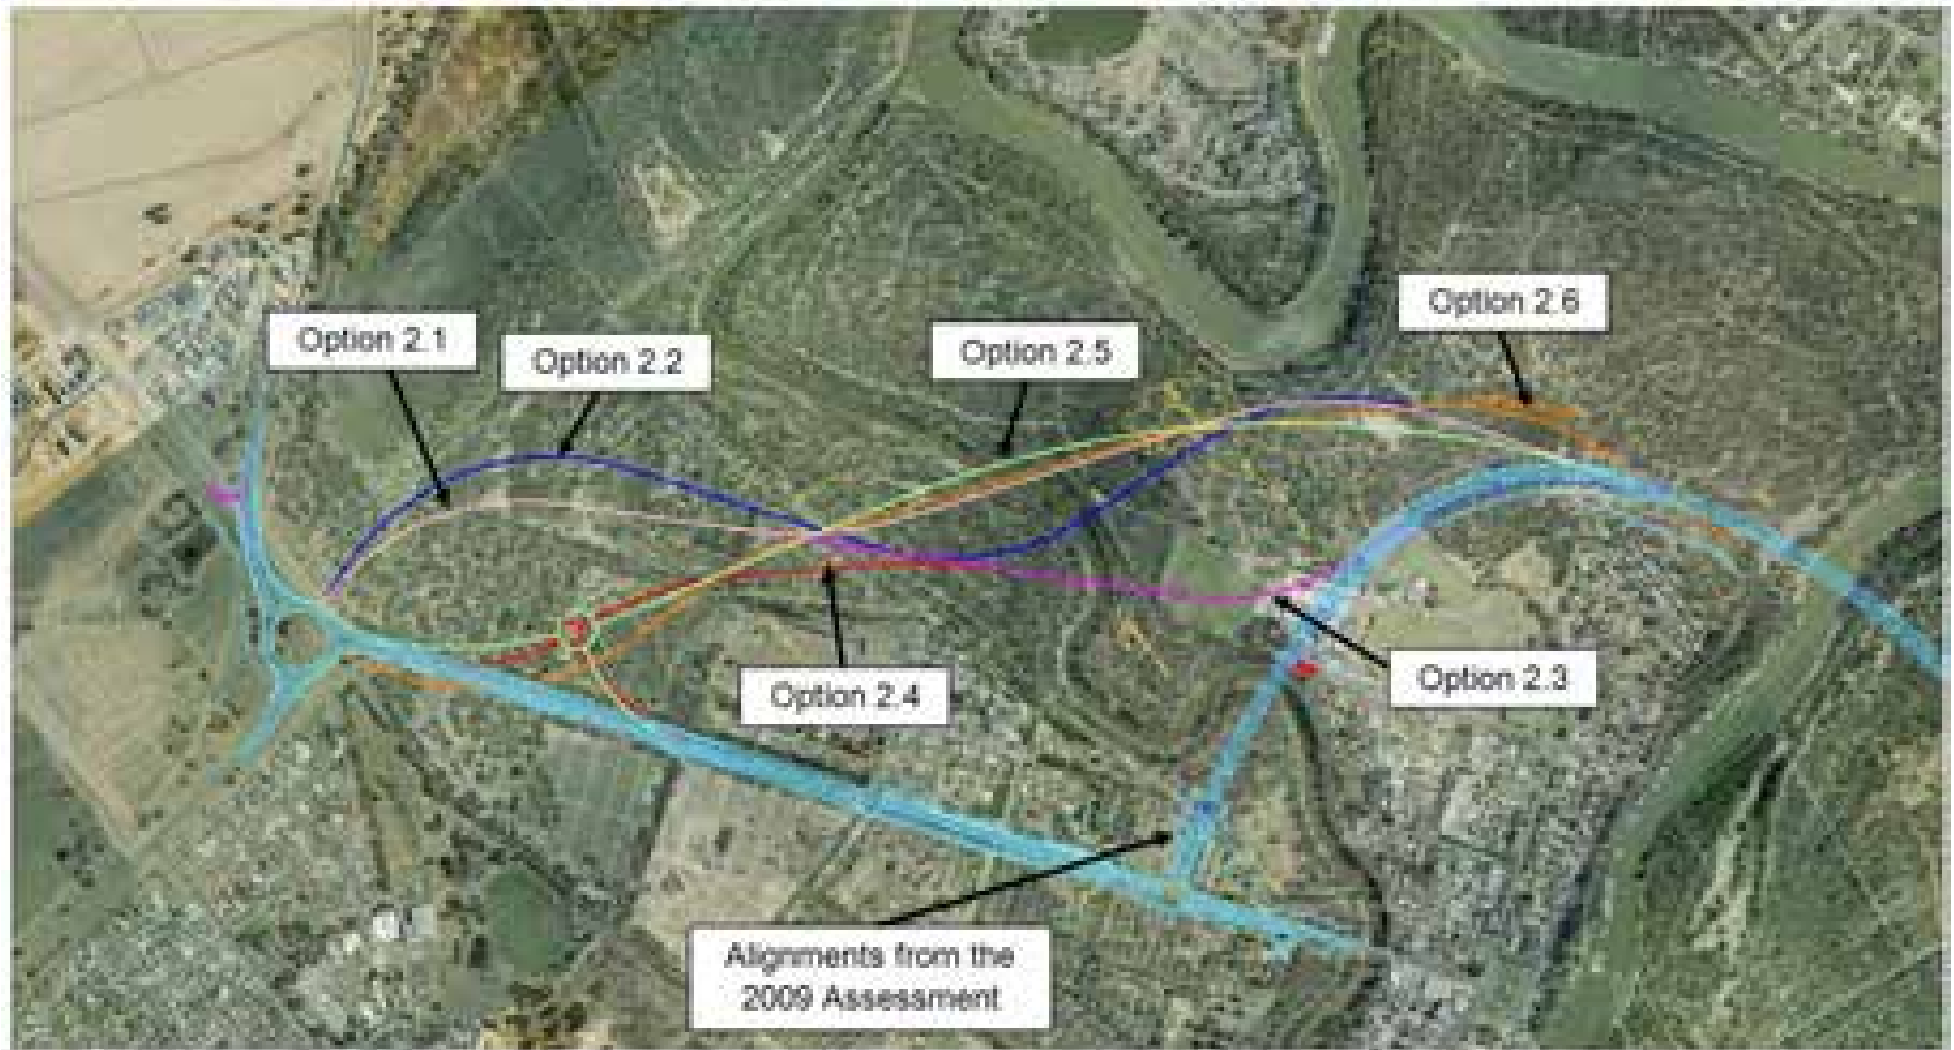 Option 2.6
Option 2.1
Option 2.2
Option 2.5
Option 2.3
Option 2.4
Alignments from the
2009 Assessment